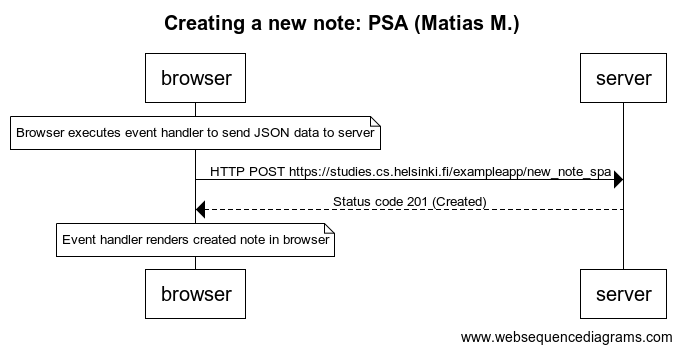 Creating a new note: PSA (Matias M.)
browser
server
Browser executes event handler to send JSON data to server
HTTP POST https://studies.cs.helsinki.fi/exampleapp/new_note_spa
Status code 201 (Created)
Event handler renders created note in browser
browser
server
www.websequencediagrams.com